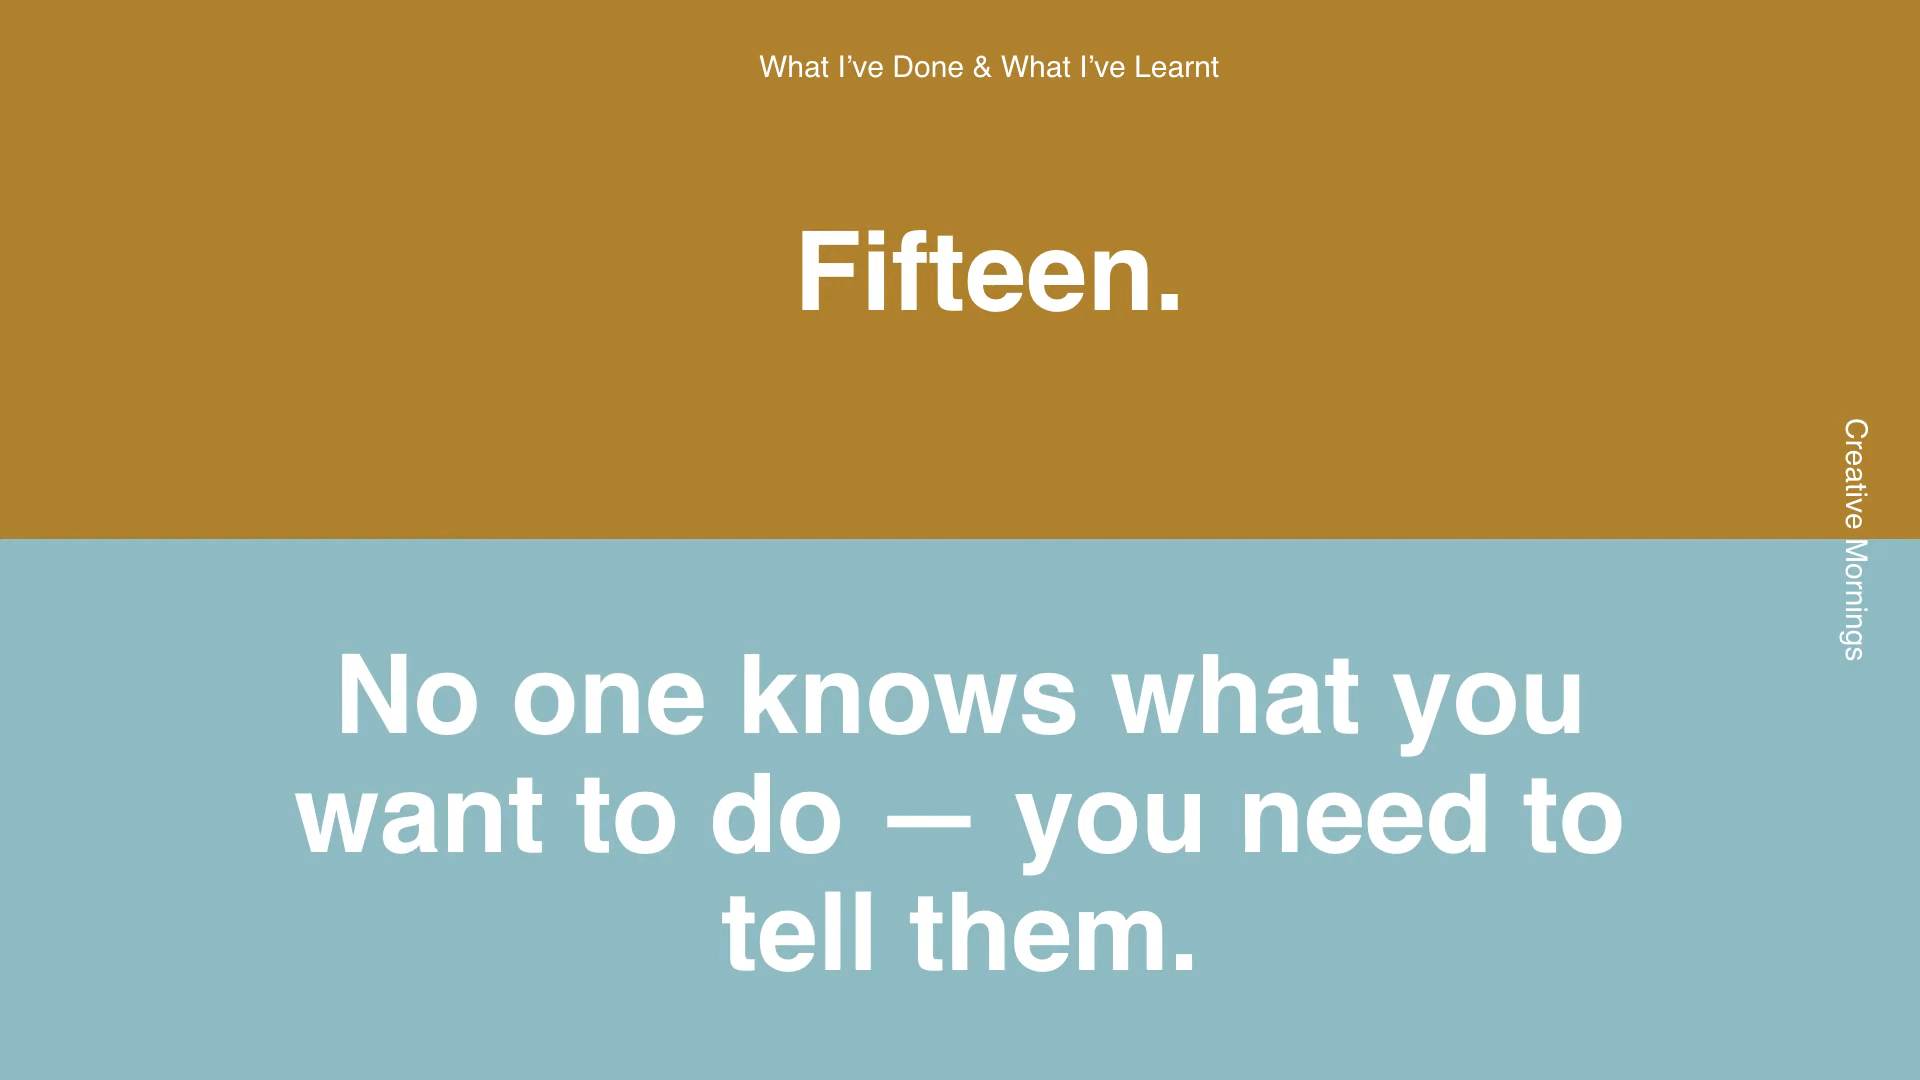 What I’ve Done & What I’ve Learnt
Fifteen.
Creative Mornings
No one knows what you
want to do — you need to
tell them.